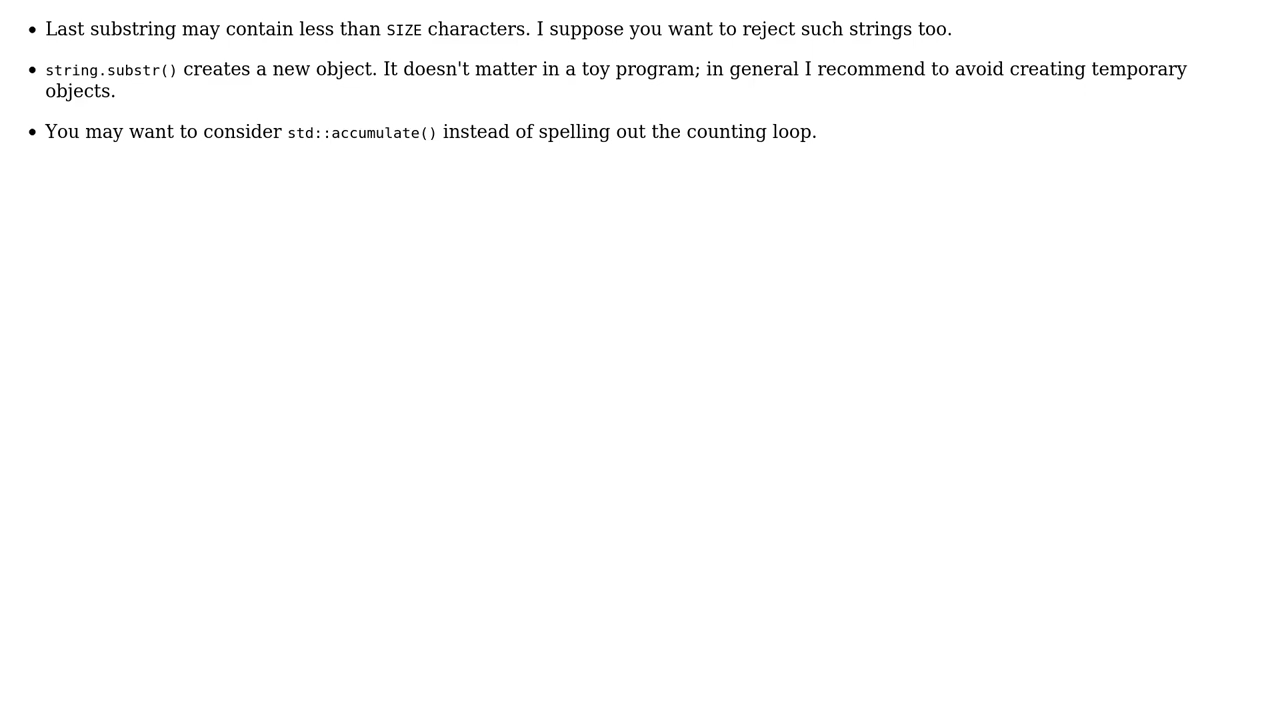 • Last substring may contain less than SIZE characters. I suppose you want to reject such strings too.
• string.substr() creates a new object. It doesn't matter in a toy program; in general I recommend to avoid creating temporary
objects.
• You may want to consider std::accumulate() instead of spelling out the counting loop.